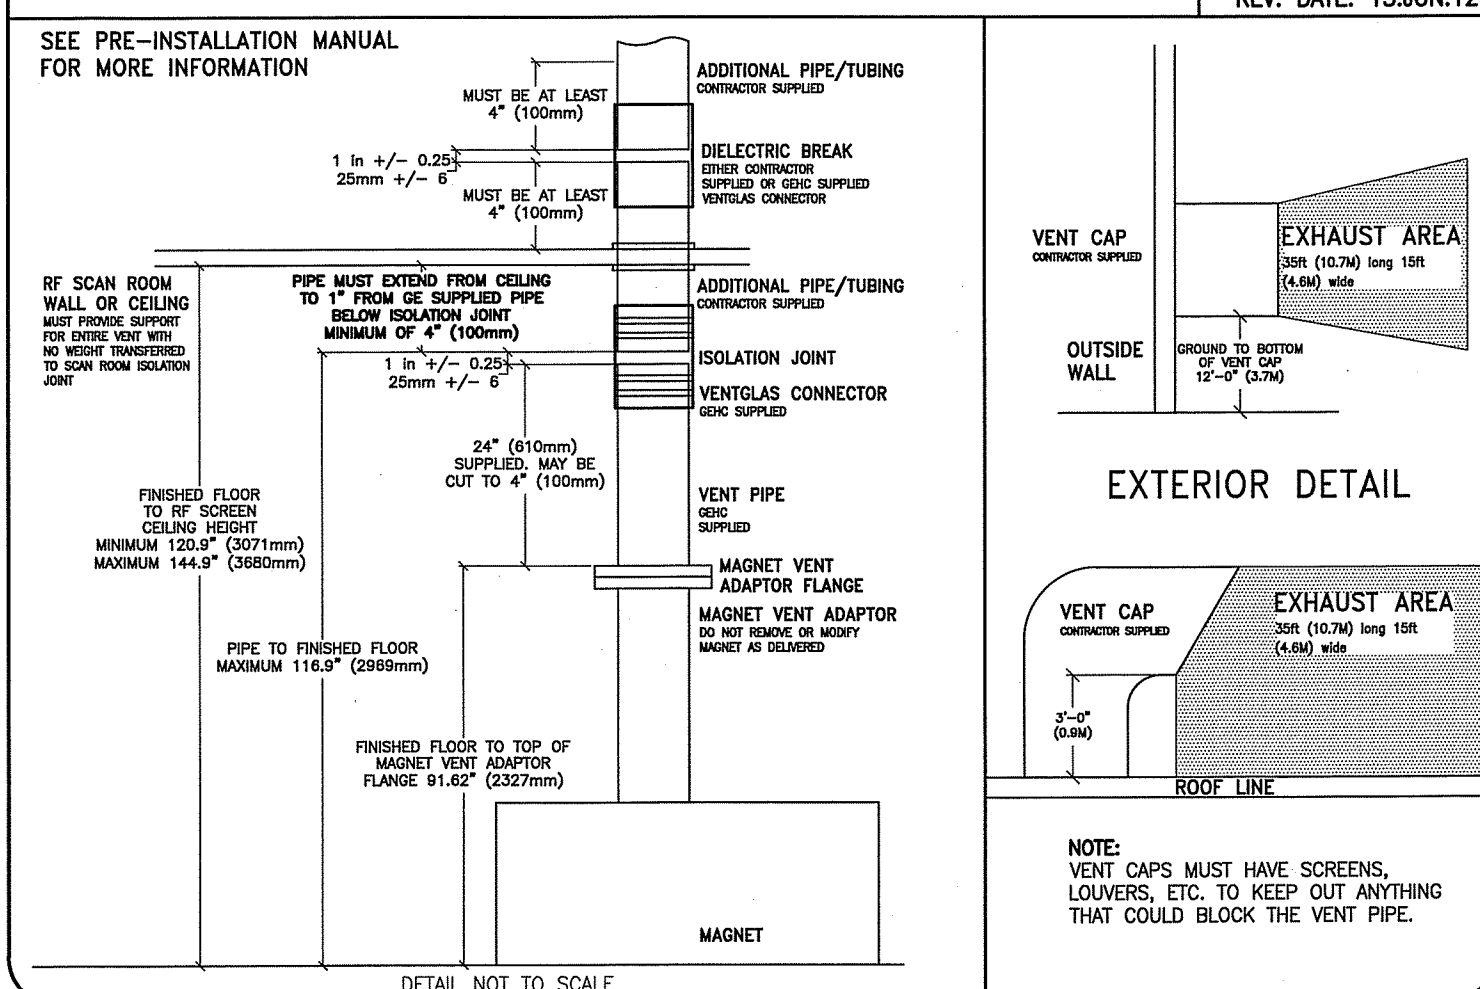 REV. DATE: 13.JUN.12
SEE PRE-INSTALLATION MANUAL
FOR MORE INFORMATION
ADDITIONAL PIPE/TUBING
CONTRACTOR SUPPLIED
MUST BE AT LEAST
4" (100mm)
DIELECTRIC BREAK
EITHER CONTRACTOR
SUPPLIED OR GEHC SUPPLIED
VENTGLAS CONNECTOR
1 in +/- 0.25
25mm +/- 6
MUST BE AT LEAST
4" (100mm)
RF SCAN ROOM
WALL OR CEILING
MUST PROVIDE SUPPORT
FOR ENTIRE VENT WITH
NO WEIGHT TRANSFERRED
TO SCAN ROOM ISOLATION
JOINT
PIPE MUST EXTEND FROM CEILING
TO 1" FROM GE SUPPLIED PIPE
BELOW ISOLATION JOINT
MINIMUM OF 4" (100mm)
ADDITIONAL PIPE/TUBING
CONTRACTOR SUPPLIED
1 in +/- 0.25
25mm +/- 6
ISOLATION JOINT
VENTGLAS CONNECTOR
GEHC SUPPLIED
24" (610mm)
SUPPLIED. MAY BE
CUT TO 4" (100mm)
VENT PIPE
GEHC
SUPPLIED
FINISHED FLOOR
TO RF SCREEN
CEILING HEIGHT
MINIMUM 120.9" (3071mm)
MAXIMUM 144.9" (3680mm)
MAGNET VENT
ADAPTOR FLANGE
MAGNET VENT ADAPTOR
DO NOT REMOVE OR MODIFY
MAGNET AS DELIVERED
PIPE TO FINISHED FLOOR
MAXIMUM 116.9" (2969mm)
FINISHED FLOOR TO TOP OF
MAGNET VENT ADAPTOR
FLANGE 91.62" (2327mm)
MAGNET
DETAIL NOT TO SCALE
VENT CAP
CONTRACTOR SUPPLIED
EXHAUST AREA
35ft (10.7M) long 15ft
(4.6M) wide
OUTSIDE
WALL
GROUND TO BOTTOM
OF VENT CAP
12'-0" (3.7M)
EXTERIOR DETAIL
VENT CAP
CONTRACTOR SUPPLIED
EXHAUST AREA
35ft (10.7M) long 15ft
(4.6M) wide
3'-0"
(0.9M)
ROOF LINE
NOTE:
VENT CAPS MUST HAVE SCREENS,
LOUVERS, ETC. TO KEEP OUT ANYTHING
THAT COULD BLOCK THE VENT PIPE.